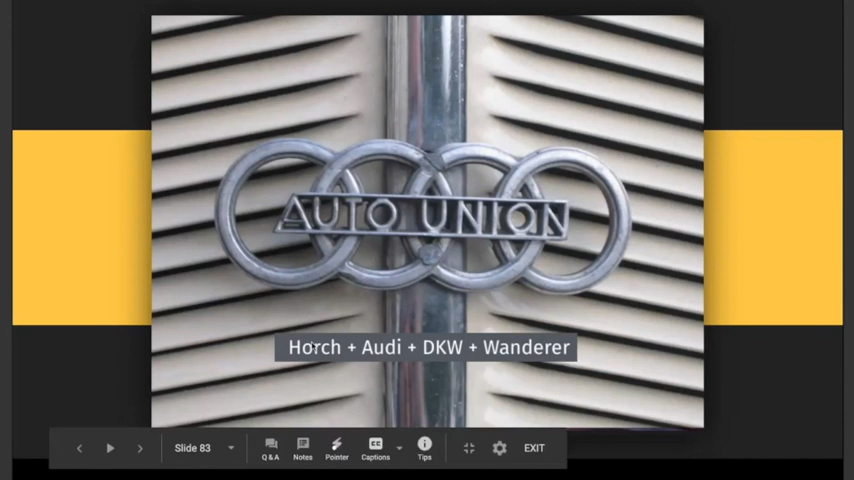 AUTO UNION
Horch + Audi + DKW + Wanderer
Slide 83
Q & A
Notes
Pointer
CC
Captions
Tips
EXIT